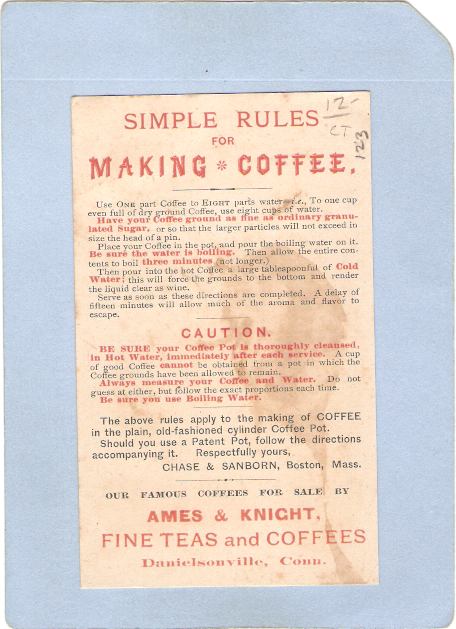 SIMPLE RULES
FOR
MAKING * COFFEE.
12-
CT
123
Use ONE part Coffee to EIGHT parts water—i.e., To one cup
even full of dry ground Coffee, use eight cups of water.
Have your Coffee ground as fine as ordinary granu-
lated Sugar, or so that the larger particles will not exceed in
size the head of a pin.
Place your Coffee in the pot, and pour the boiling water on it.
Be sure the water is boiling. Then allow the entire con-
tents to boil three minutes (not longer.)
Then pour into the hot Coffee a large tablespoonful of Cold
Water; this will force the grounds to the bottom and render
the liquid clear as wine.
Serve as soon as these directions are completed. A delay of
fifteen minutes will allow much of the aroma and flavor to
escape.
CAUTION.
BE SURE your Coffee Pot is thoroughly cleansed,
in Hot Water, immediately after each service. A cup
of good Coffee cannot be obtained from a pot in which the
Coffee grounds have been allowed to remain.
Always measure your Coffee and Water. Do not
guess at either, but follow the exact proportions each time.
Be sure you use Boiling Water.
The above rules apply to the making of COFFEE
in the plain, old-fashioned cylinder Coffee Pot.
Should you use a Patent Pot, follow the directions
accompanying it. Respectfully yours,
CHASE & SANBORN, Boston, Mass.
OUR FAMOUS COFFEES FOR SALE BY
AMES & KNIGHT,
FINE TEAS and COFFEES
Danielsonville, Conn.